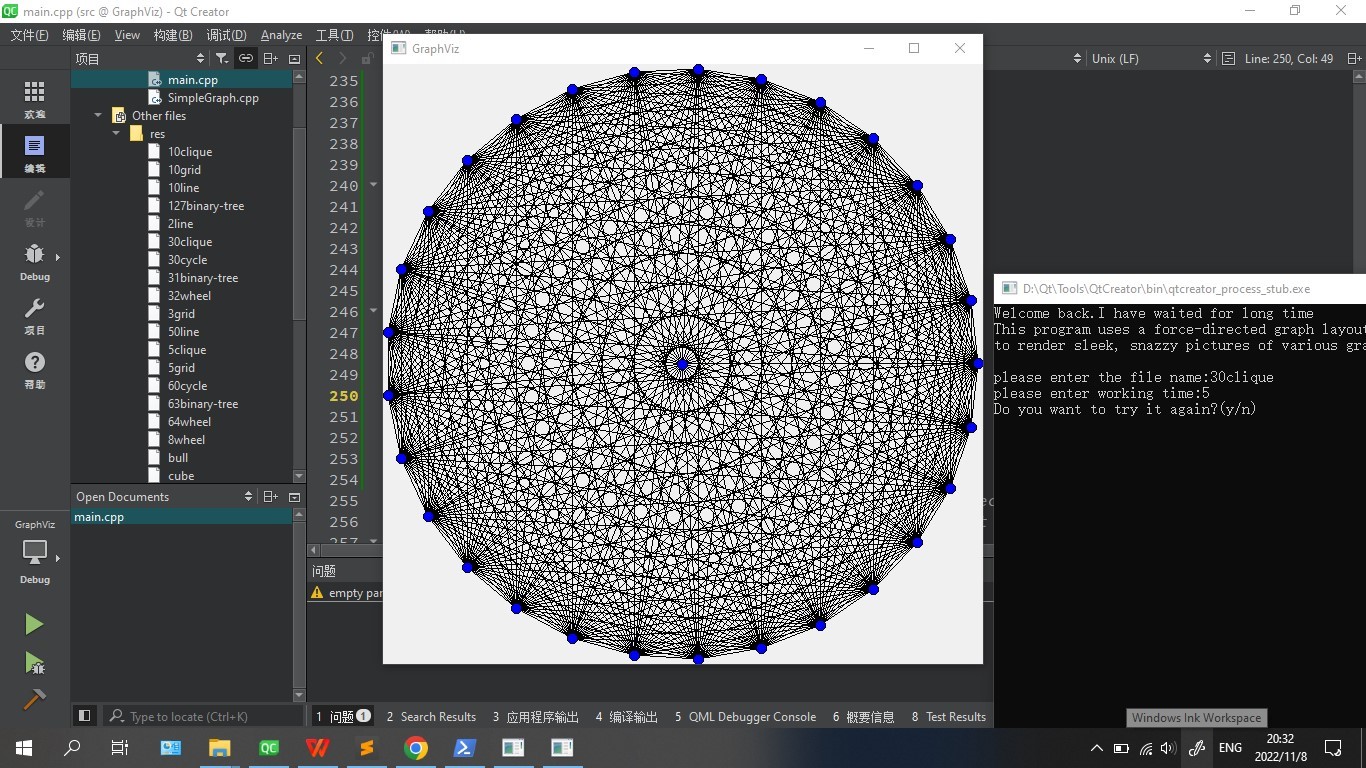 main.cpp (src @ GraphViz) - Qt Creator
文件(F) 编辑(E) View 构建(B) 调试(D) Analyze 工具(T)
项目
main.cpp
SimpleGraph.cpp
Other files
res
10clique
10grid
10line
127binary-tree
2line
30clique
30cycle
31binary-tree
32wheel
3grid
50line
5clique
5grid
60cycle
63binary-tree
64wheel
8wheel
bull
cube
Open Documents
main.cpp
Type to locate (Ctrl+K)
欢迎
编辑
设计
Debug
项目
帮助
GraphViz
Debug
235
236
237
238
239
240
241
242
243
244
245
246
247
248
249
250
251
252
253
254
255
256
257
问题
empty
GraphViz
Unix (LF) Line: 250, Col: 49
D:\Qt\Tools\QtCreator\bin\qtcreator_process_stub.exe
Welcome back.I have waited for long time
This program uses a force-directed graph
to render sleek, snazzy pictures of various
please enter the file name:30clique
please enter working time:5
Do you want to try it again?(y/n)
1 问题 1 2 Search Results 3 应用程序输出 4 编译输出 5 QML Debugger Console 6 概要信息 8 Test Results
Windows Ink Workspace
ENG
20:32
2022/11/8